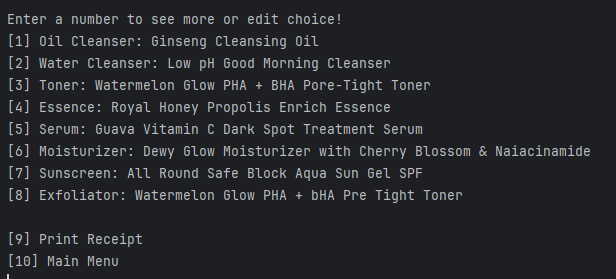 Enter a number to see more or edit choice!
[1] Oil Cleanser: Ginseng Cleansing Oil
[2] Water Cleanser: Low pH Good Morning Cleanser
[3] Toner: Watermelon Glow PHA + BHA Pore-Tight Toner
[4] Essence: Royal Honey Propolis Enrich Essence
[5] Serum: Guava Vitamin C Dark Spot Treatment Serum
[6] Moisturizer: Dewy Glow Moisturizer with Cherry Blossom & Naiacinamide
[7] Sunscreen: All Round Safe Block Aqua Sun Gel SPF
[8] Exfoliator: Watermelon Glow PHA + bHA Pre Tight Toner
[9] Print Receipt
[10] Main Menu